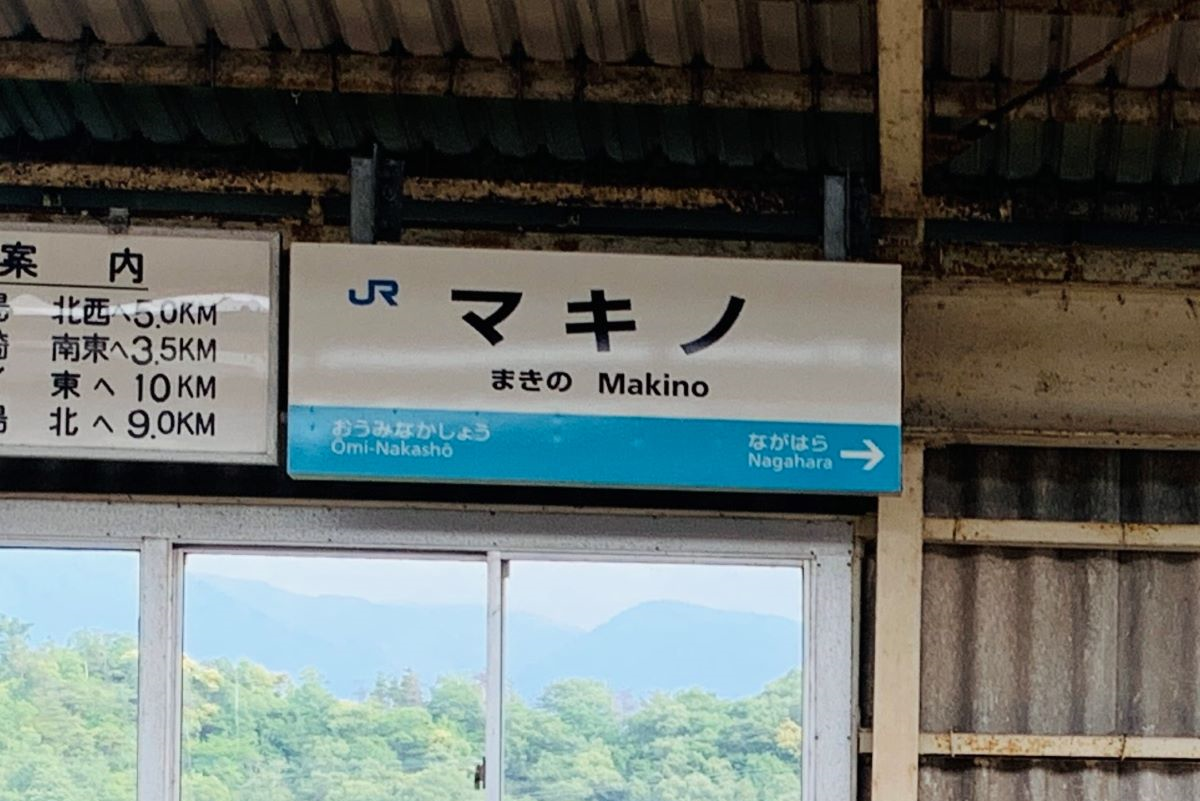 案内
北西へ5.0KM
南東へ3.5KM
東へ10KM
北へ9.0KM
JR マキノ
まきの Makino
おうみなかしょう ながはら
Ōmi-Nakashō Nagahara →